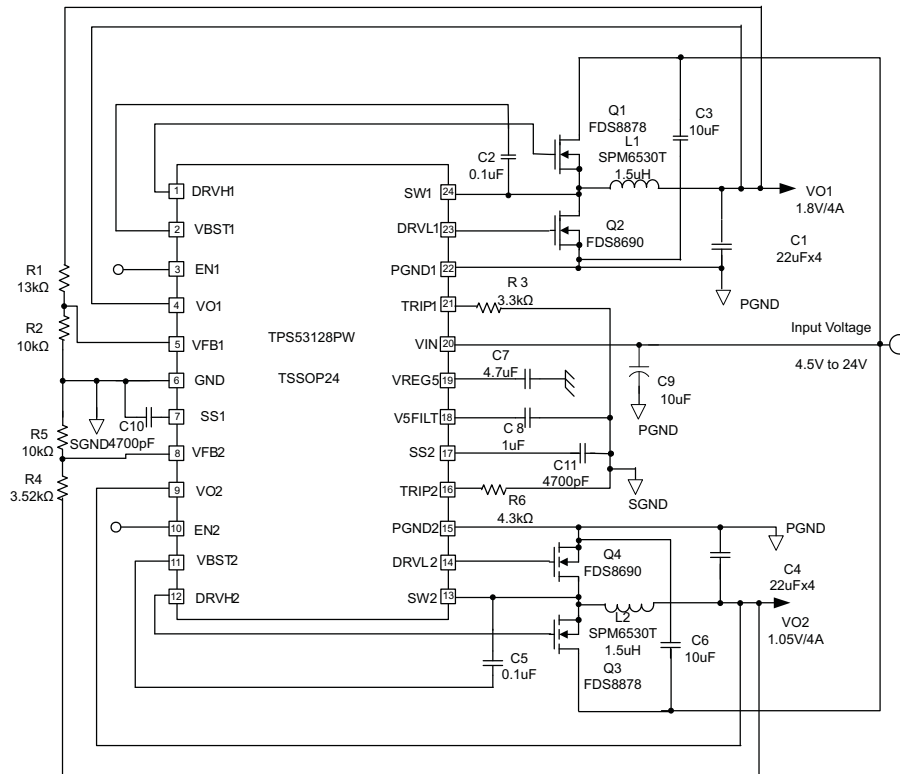 Q1
FDS8878
C3
10uF
L1
SPM6530T
1.5uH
C2
0.1uF
1
DRVH1
SW1
24
VO1
1.8V/4A
2
VBST1
DRVL1
23
Q2
FDS8690
C1
22uFx4
3
EN1
PGND1
22
PGND
R1
13kΩ
4
VO1
TRIP1
21
R 3
3.3kΩ
R2
10kΩ
5
VFB1
TPS53128PW
VIN
20
Input Voltage
4.5V to 24V
TSSOP24
C7
4.7uF
6
GND
VREG5
19
C9
10uF
SGND
C10
4700pF
7
SS1
V5FILT
18
C 8
1uF
PGND
R5
10kΩ
8
VFB2
SS2
17
C11
4700pF
R4
3.52kΩ
9
VO2
TRIP2
16
R6
4.3kΩ
SGND
10
EN2
PGND2
15
PGND
11
VBST2
DRVL2
14
Q4
FDS8690
C4
22uFx4
12
DRVH2
SW2
13
VO2
1.05V/4A
L2
SPM6530T
1.5uH
C6
10uF
C5
0.1uF
Q3
FDS8878